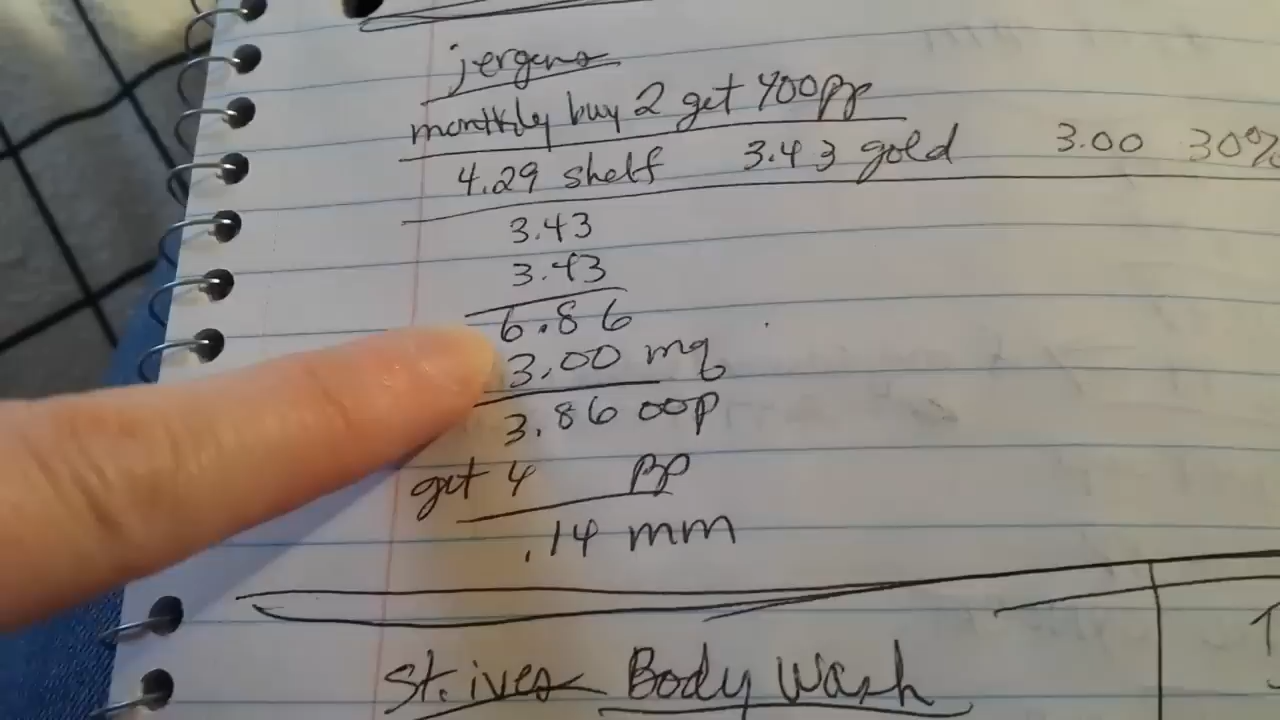 jergens
monthly buy 2 get 400pp
4.29 shelf 3.43 gold 3.00 30%
3.43
3.43
6.86
3.00 mq
3.86 oop
get 4 pp
.14 mm
St. ives Body Wash